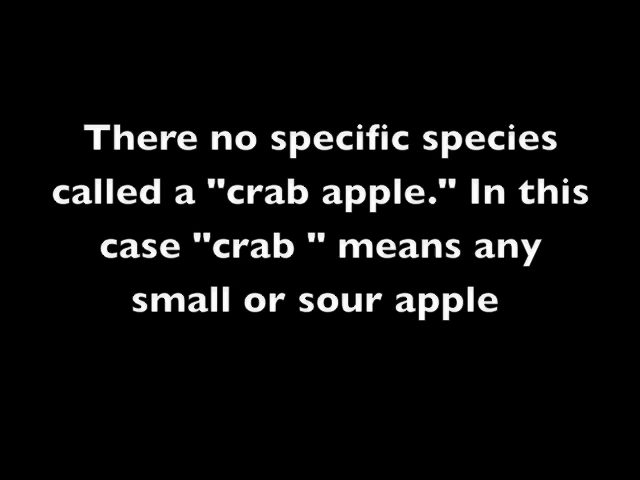 There no specific species
called a "crab apple." In this
case "crab " means any
small or sour apple